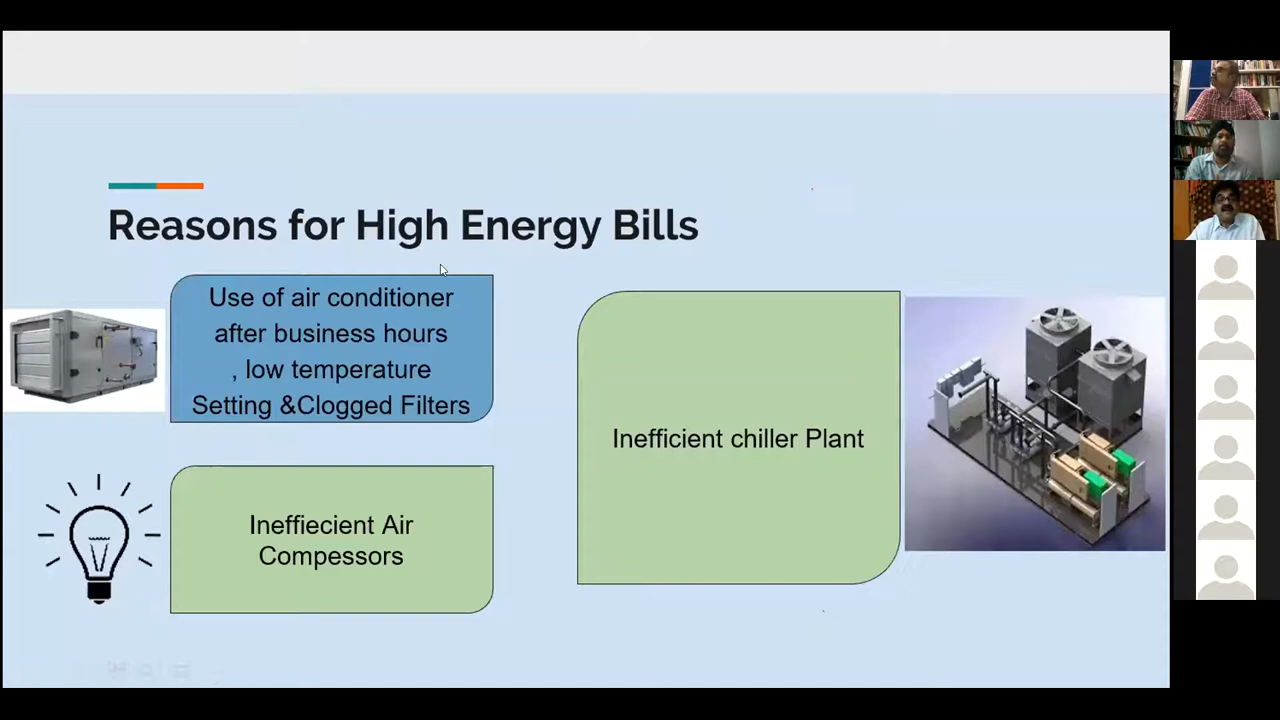 Reasons for High Energy Bills
Use of air conditioner
after business hours
, low temperature
Setting &Clogged Filters
Ineffiecient Air
Compessors
Inefficient chiller Plant